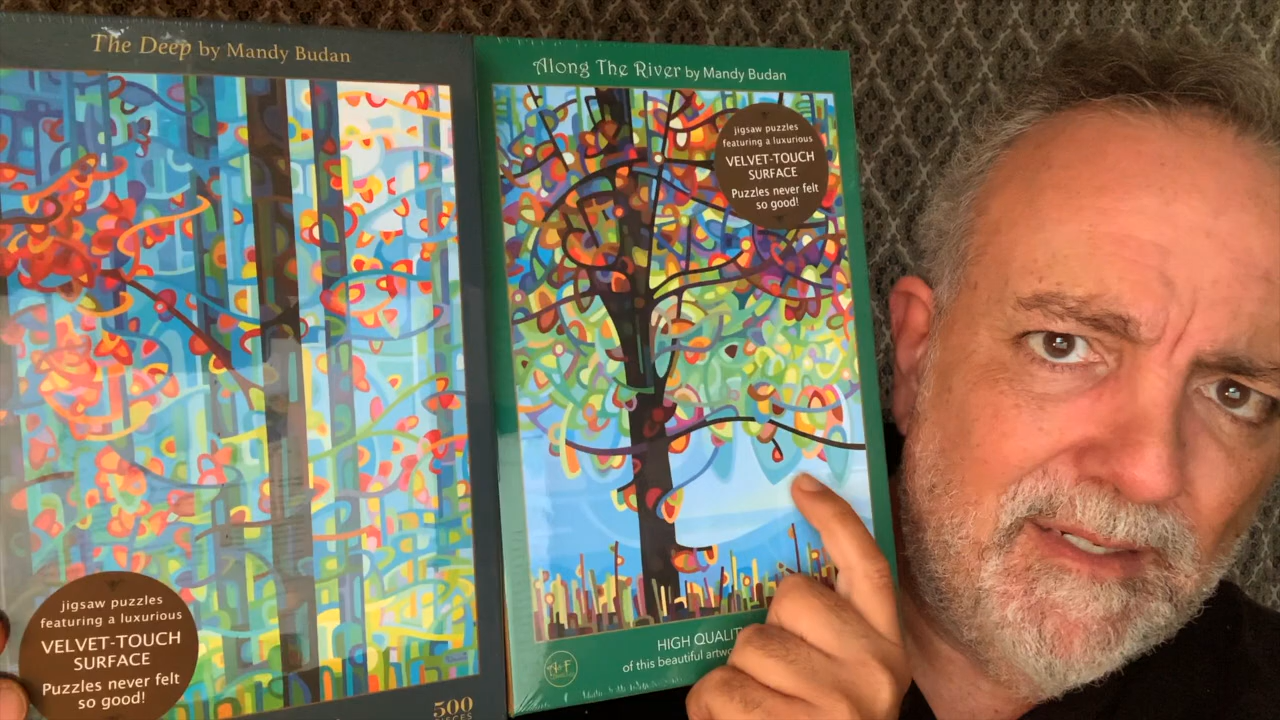 The Deep by Mandy Budan
jigsaw puzzles
featuring a luxurious
VELVET-TOUCH
SURFACE
Puzzles never felt
so good!
500
PIECES
Along The River by Mandy Budan
jigsaw puzzles
featuring a luxurious
VELVET-TOUCH
SURFACE
Puzzles never felt
so good!
HIGH QUALITY
of this beautiful
A&F